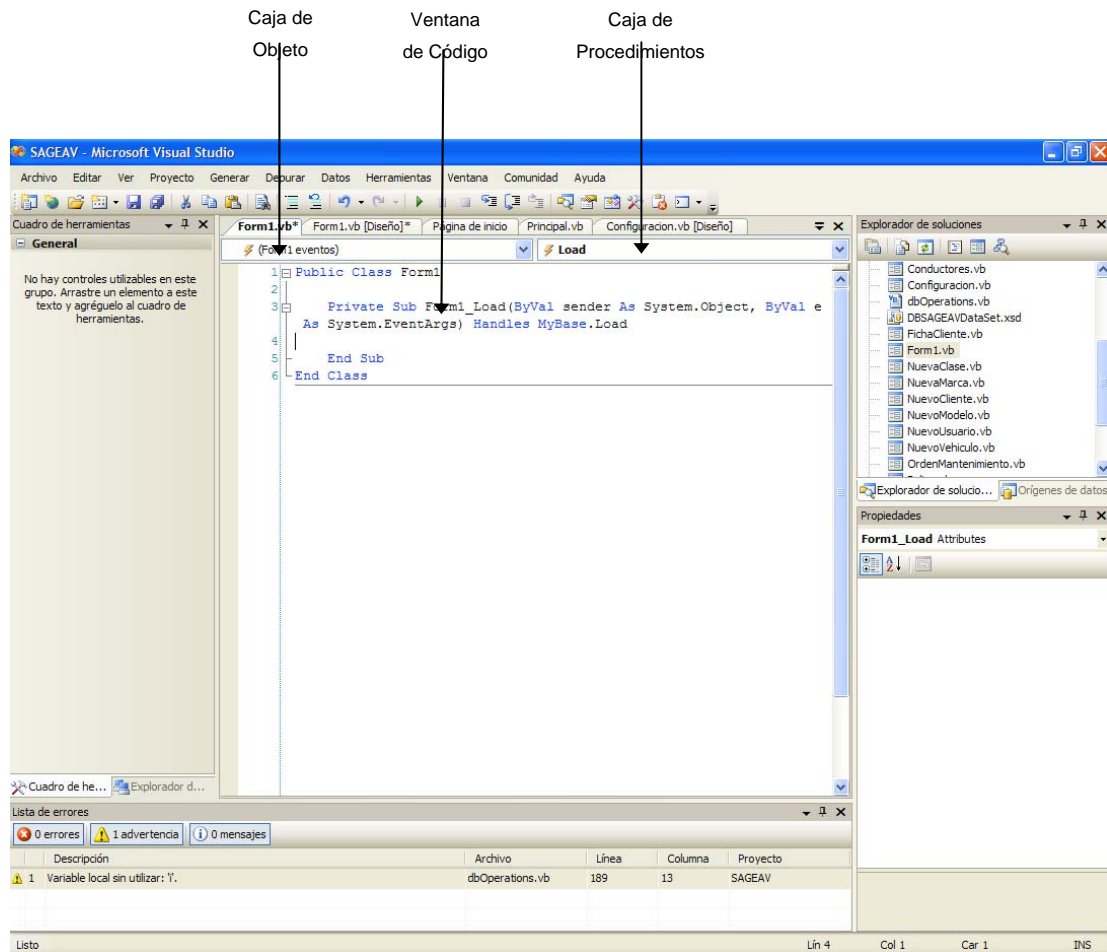 Caja de
Objeto
Ventana
de Código
Caja de
Procedimientos
SAGEAV - Microsoft Visual Studio
Archivo Editar Ver Proyecto Generar Depurar Datos Herramientas Ventana Comunidad Ayuda
Cuadro de herramientas
General
No hay controles utilizables en este
grupo. Arrastre un elemento a este
texto y agréguelo al cuadro de
herramientas.
Cuadro de he... Explorador d...
Form1.vb* Form1.vb [Diseño]* Página de inicio Principal.vb Configuracion.vb [Diseño]
(Form1 eventos) Load
1 Public Class Form1
2
3 Private Sub Form1_Load(ByVal sender As System.Object, ByVal e
As System.EventArgs) Handles MyBase.Load
4
5 End Sub
6 End Class
Explorador de soluciones
Conductores.vb
Configuracion.vb
dbOperations.vb
DBSAGEAVDataSet.xsd
FichaCliente.vb
Form1.vb
NuevaClase.vb
NuevaMarca.vb
NuevoCliente.vb
NuevoModelo.vb
NuevoUsuario.vb
NuevoVehiculo.vb
OrdenMantenimiento.vb
Explorador de solucio... Orígenes de datos
Propiedades
Form1_Load Attributes
Lista de errores
0 errores 1 advertencia 0 mensajes
Descripción Archivo Línea Columna Proyecto
1 Variable local sin utilizar: 'i'. dbOperations.vb 189 13 SAGEAV
Listo Lín 4 Col 1 Car 1 INS